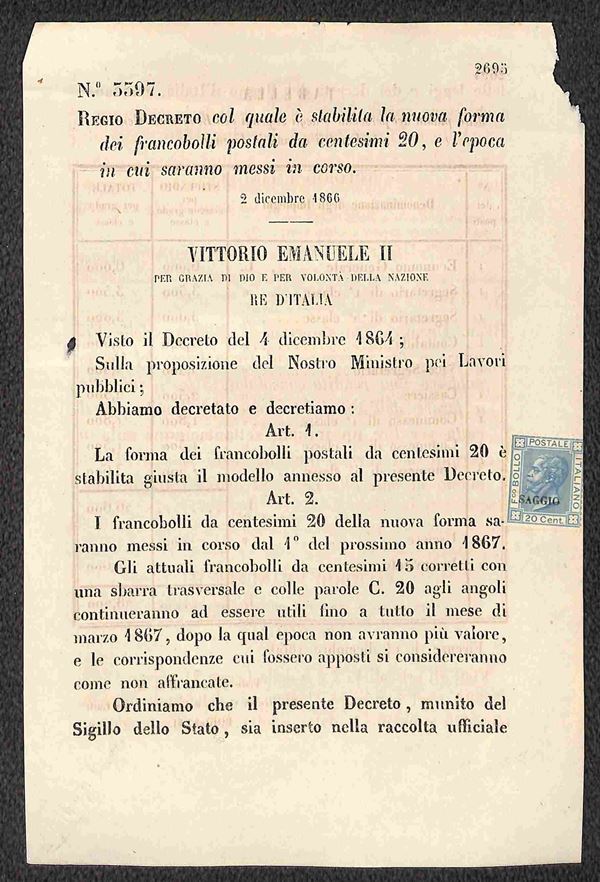 2695
N.º 3397.
REGIO DECRETO col quale è stabilita la nuova forma
dei francobolli postali da centesimi 20, e l'epoca
in cui saranno messi in corso.
2 dicembre 1866
VITTORIO EMANUELE II
PER GRAZIA DI DIO E PER VOLONTÀ DELLA NAZIONE
RE D'ITALIA
Visto il Decreto del 4 dicembre 1864;
Sulla proposizione del Nostro Ministro pei Lavori
pubblici;
Abbiamo decretato e decretiamo:
Art. 1.
La forma dei francobolli postali da centesimi 20 è
stabilita giusta il modello annesso al presente Decreto.
Art. 2.
I francobolli da centesimi 20 della nuova forma sa-
ranno messi in corso dal 1º del prossimo anno 1867.
Gli attuali francobolli da centesimi 15 corretti con
una sbarra trasversale e colle parole C. 20 agli angoli
continueranno ad essere utili fino a tutto il mese di
marzo 1867, dopo la qual epoca non avranno più valore,
e le corrispondenze cui fossero apposti si considereranno
come non affrancate.
Ordiniamo che il presente Decreto, munito del
Sigillo dello Stato, sia inserto nella raccolta ufficiale
POSTALE
F.co BOLLO
ITALIANO
SAGGIO
20 Cent.